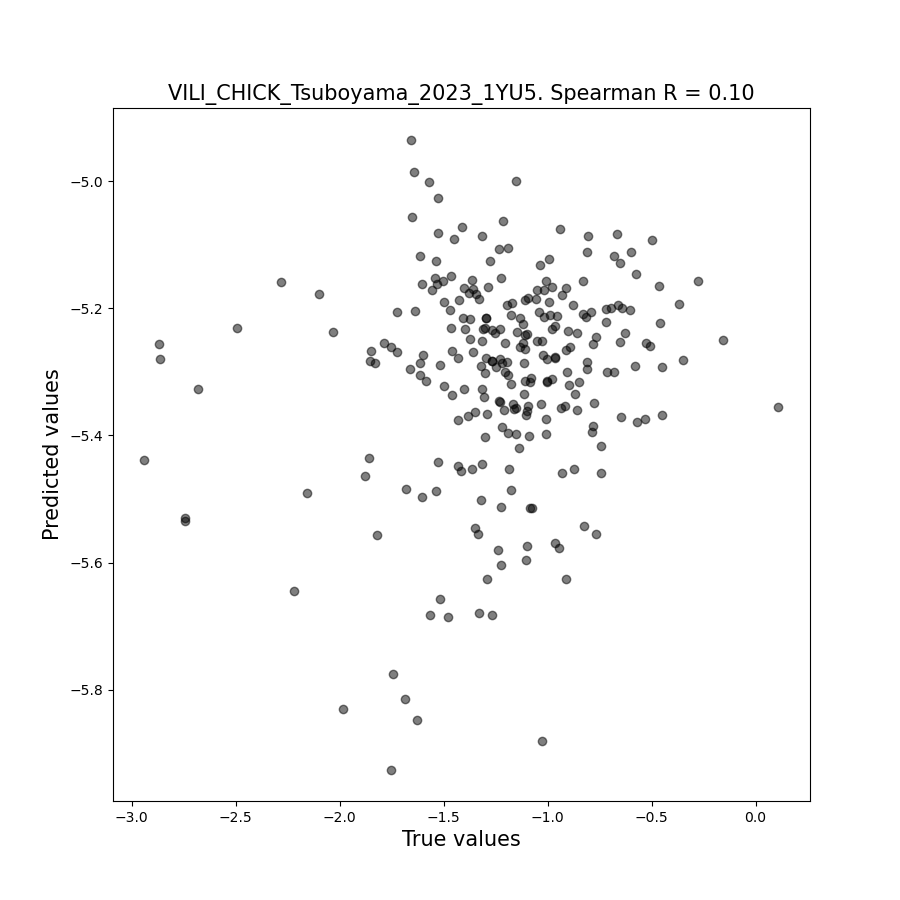 VILI_CHICK_Tsuboyama_2023_1YU5. Spearman R = 0.10
Predicted values
−5.0
−5.2
−5.4
−5.6
−5.8
−3.0 −2.5 −2.0 −1.5 −1.0 −0.5 0.0
True values